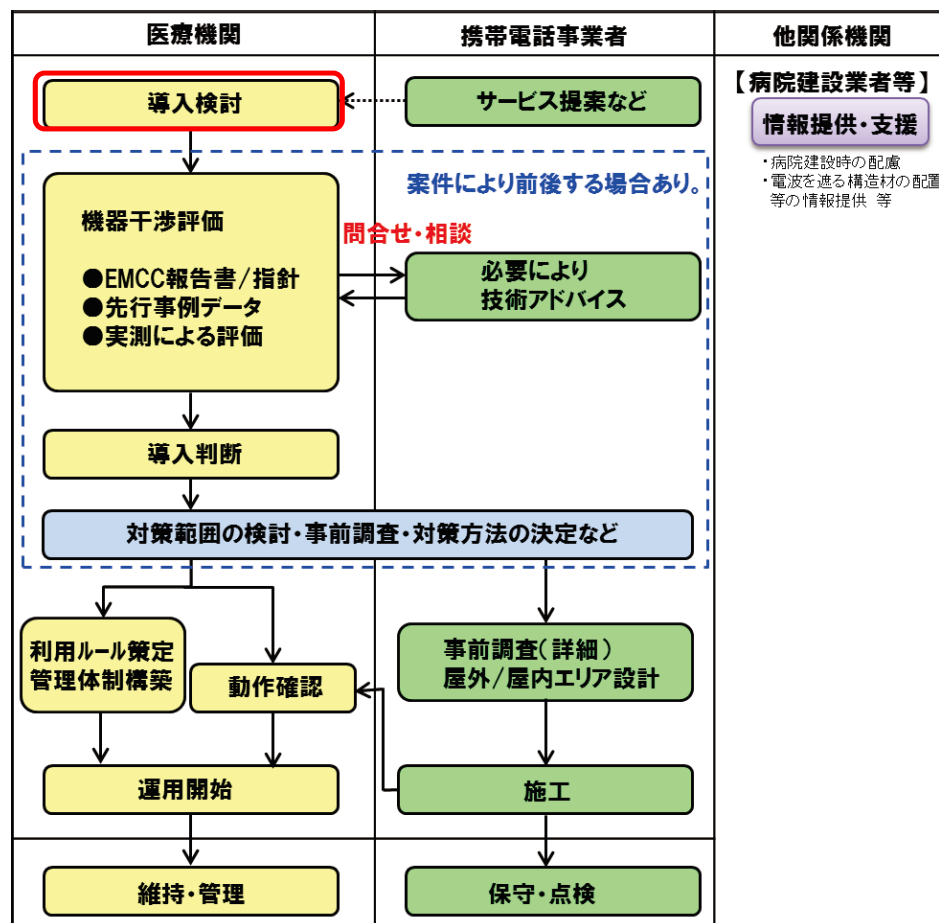 医療機関
携帯電話事業者
他関係機関
導入検討
サービス提案など
【病院建設業者等】
情報提供・支援
・病院建設時の配慮
・電波を遮る構造材の配置
等の情報提供 等
案件により前後する場合あり。
機器干渉評価
●EMCC報告書/指針
●先行事例データ
●実測による評価
問合せ・相談
必要により
技術アドバイス
導入判断
対策範囲の検討・事前調査・対策方法の決定など
利用ルール策定
管理体制構築
動作確認
事前調査(詳細)
屋外/屋内エリア設計
運用開始
施工
維持・管理
保守・点検